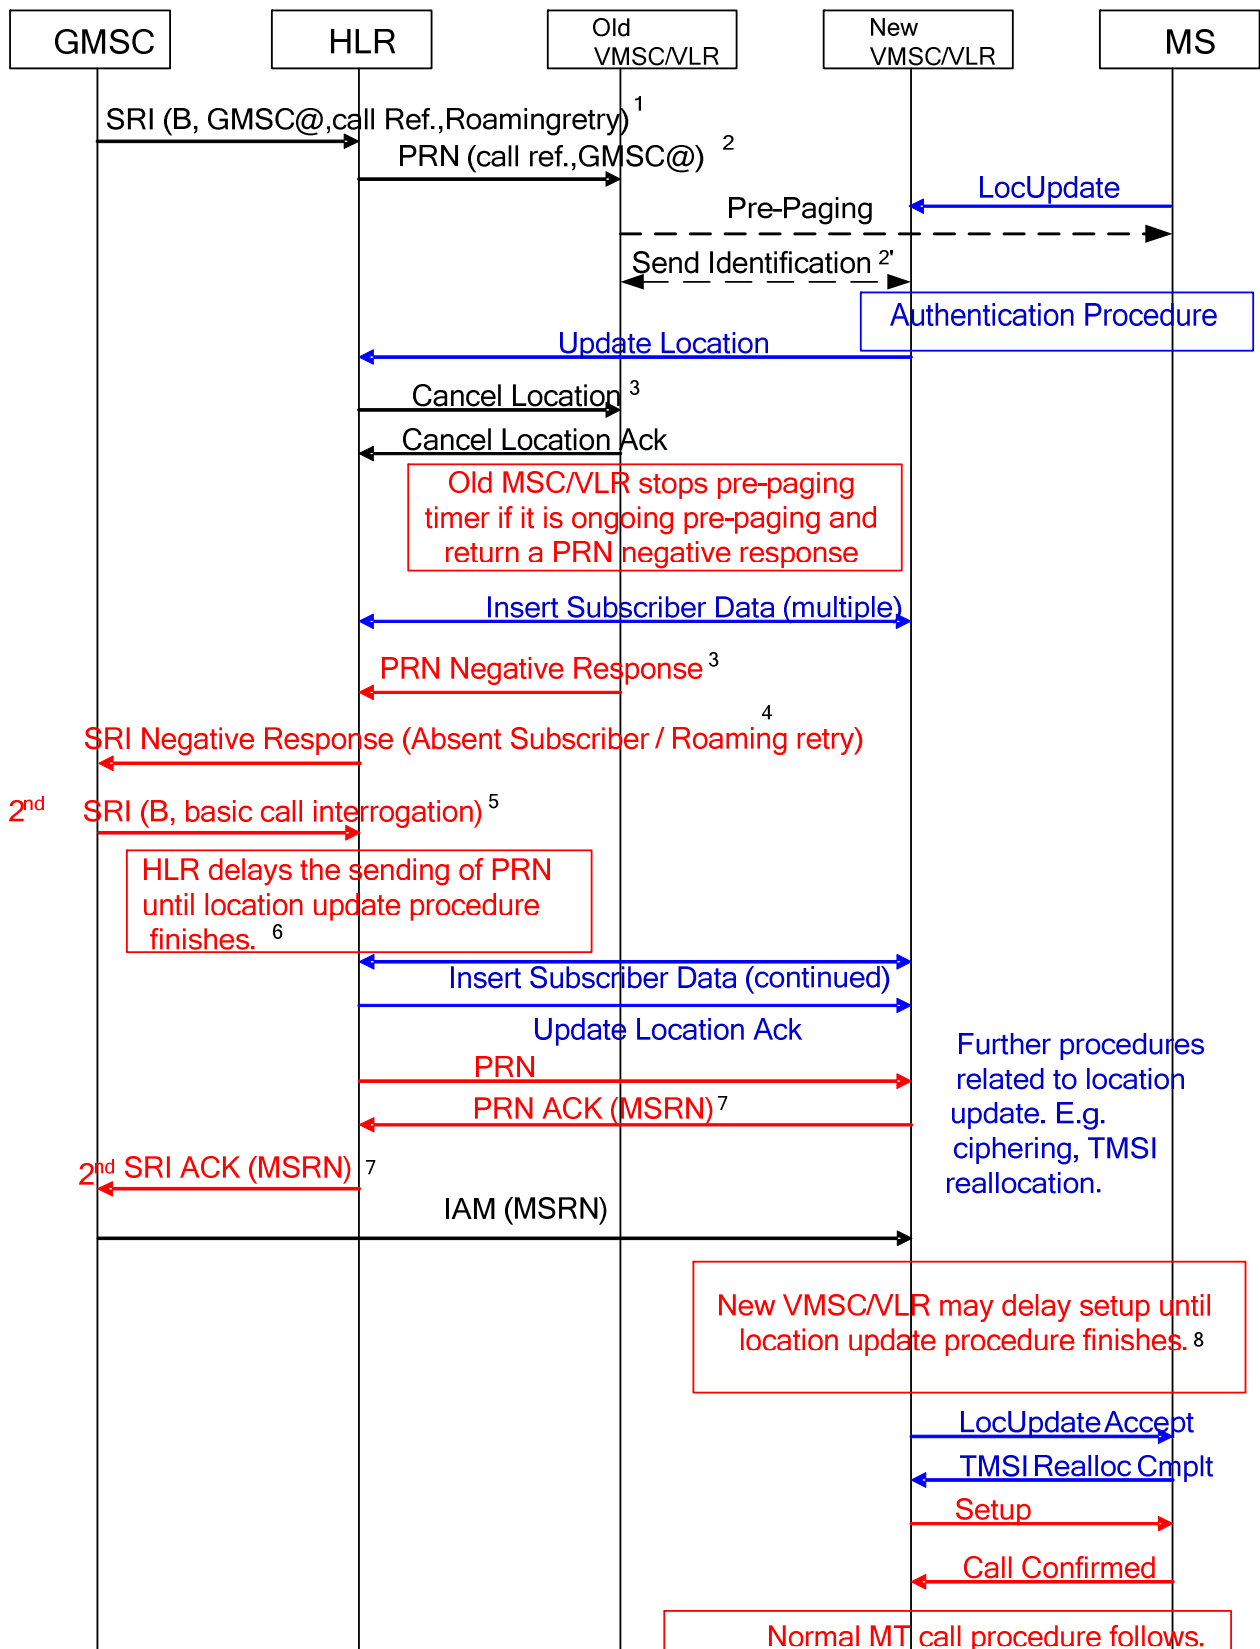 GMSC
HLR
Old
VMSC/VLR
New
VMSC/VLR
MS
SRI (B, GMSC@,call Ref.,Roamingretry) 1
PRN (call ref.,GMSC@) 2
LocUpdate
Pre-Paging
Send Identification 2'
Authentication Procedure
Update Location
Cancel Location 3
Cancel Location Ack
Old MSC/VLR stops pre-paging
timer if it is ongoing pre-paging and
return a PRN negative response
Insert Subscriber Data (multiple)
PRN Negative Response 3
4
SRI Negative Response (Absent Subscriber / Roaming retry)
2nd SRI (B, basic call interrogation) 5
HLR delays the sending of PRN
until location update procedure
finishes. 6
Insert Subscriber Data (continued)
Update Location Ack
Further procedures
related to location
update. E.g.
ciphering, TMSI
reallocation.
PRN
PRN ACK (MSRN) 7
2nd SRI ACK (MSRN) 7
IAM (MSRN)
New VMSC/VLR may delay setup until
location update procedure finishes. 8
LocUpdate Accept
TMSI Realloc Cmplt
Setup
Call Confirmed
Normal MT call procedure follows.